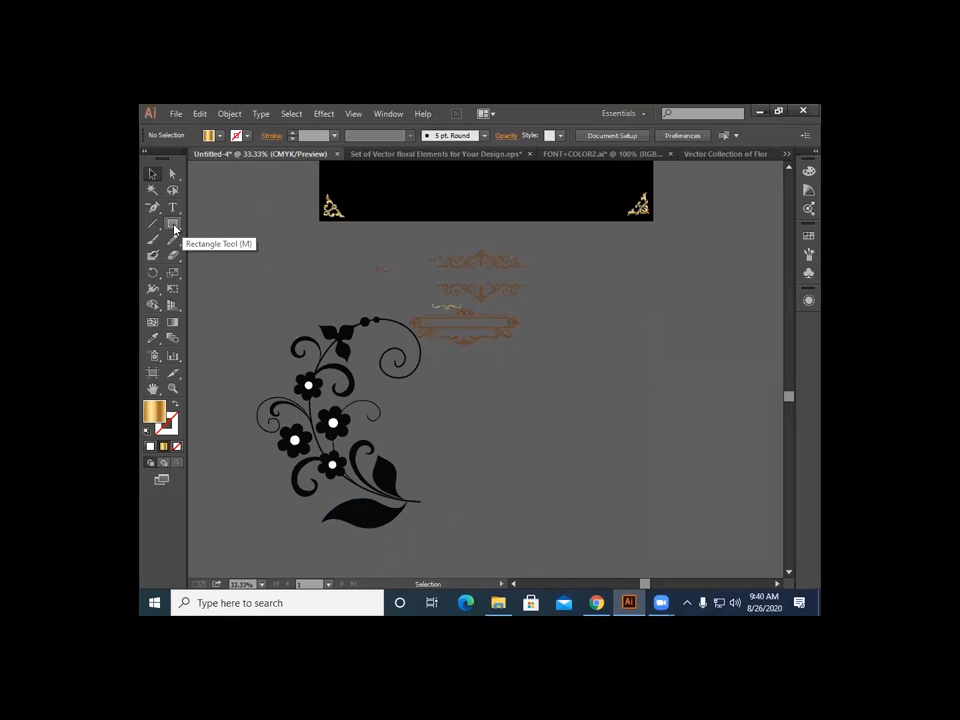 Ai File Edit Object Type Select Effect View Window Help Br Essentials
No Selection Stroke: 5 pt. Round Opacity Style: Document Setup Preferences
Untitled-4* @ 33.33% (CMYK/Preview) × Set of Vector floral Elements for Your Design.eps* × FONT+COLOR2.ai* @ 100% (RGB... × Vector Collection of Flor
T
Rectangle Tool (M)
33.33% 1 Selection
Type here to search Ai 9:40 AM
8/26/2020